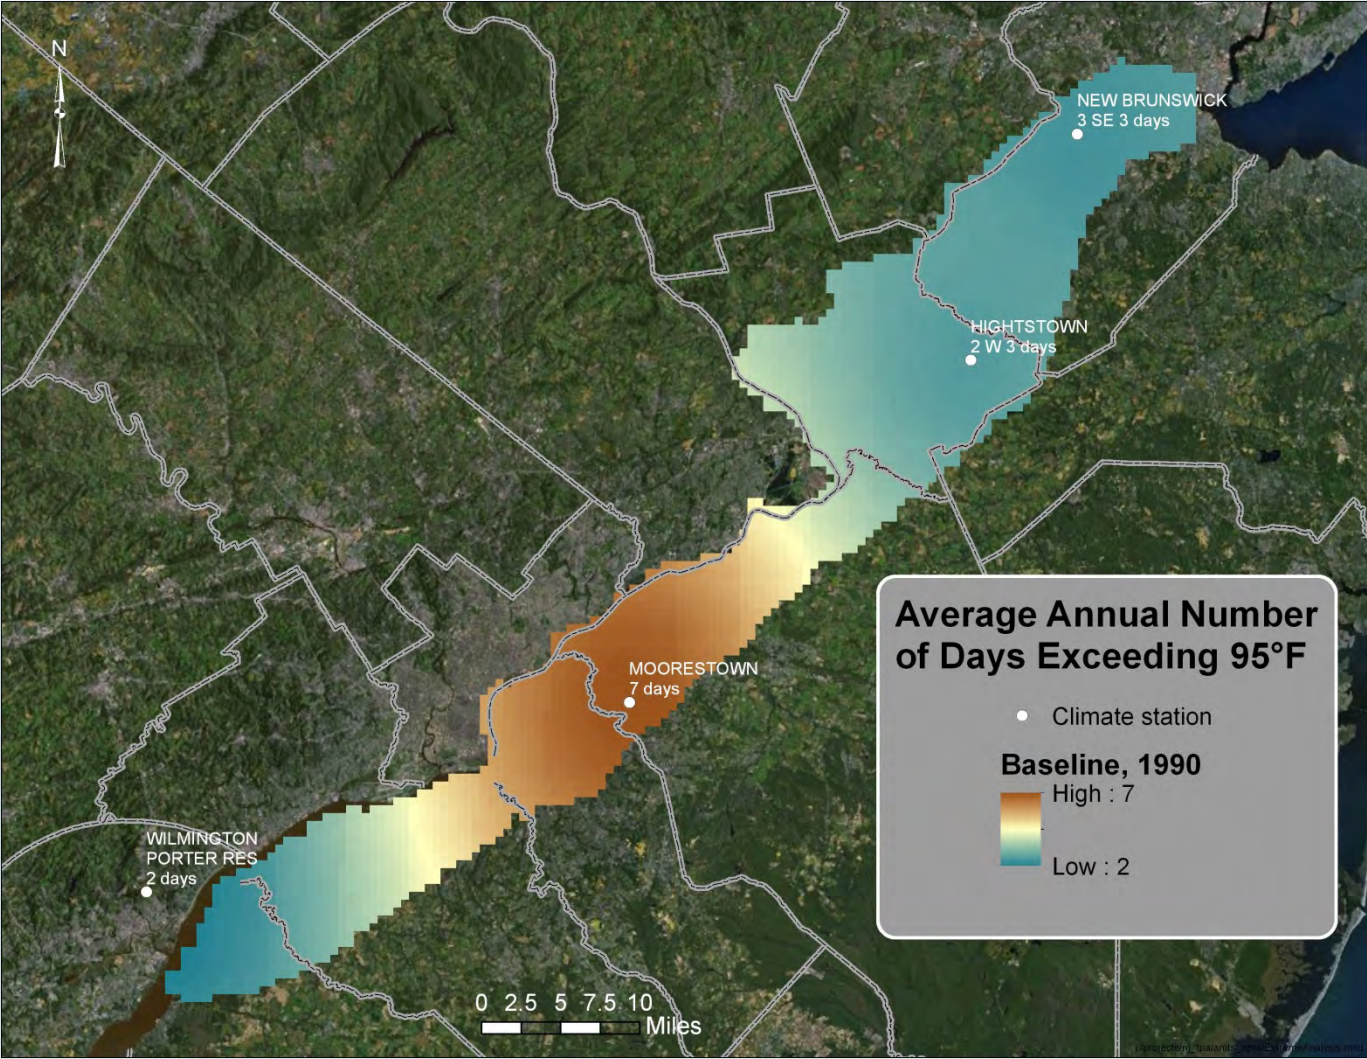 N
NEW BRUNSWICK
3 SE 3 days
HIGHTSTOWN
2 W 3 days
MOORESTOWN
7 days
WILMINGTON
PORTER RES
2 days
Average Annual Number
of Days Exceeding 95°F
Climate station
Baseline, 1990
High : 7
Low : 2
0 2.5 5 7.5 10
Miles